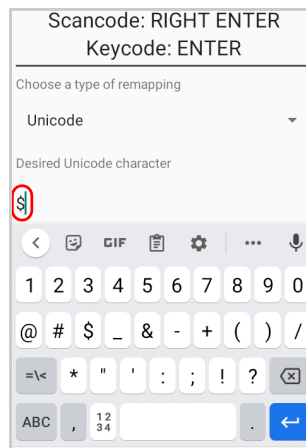 Scancode: RIGHT ENTER
Keycode: ENTER
Choose a type of remapping
Unicode
Desired Unicode character
$
GIF
1 2 3 4 5 6 7 8 9 0
@ # $ _ & - + ( ) /
=\< * " ' : ; ! ?
ABC , 12 .
34